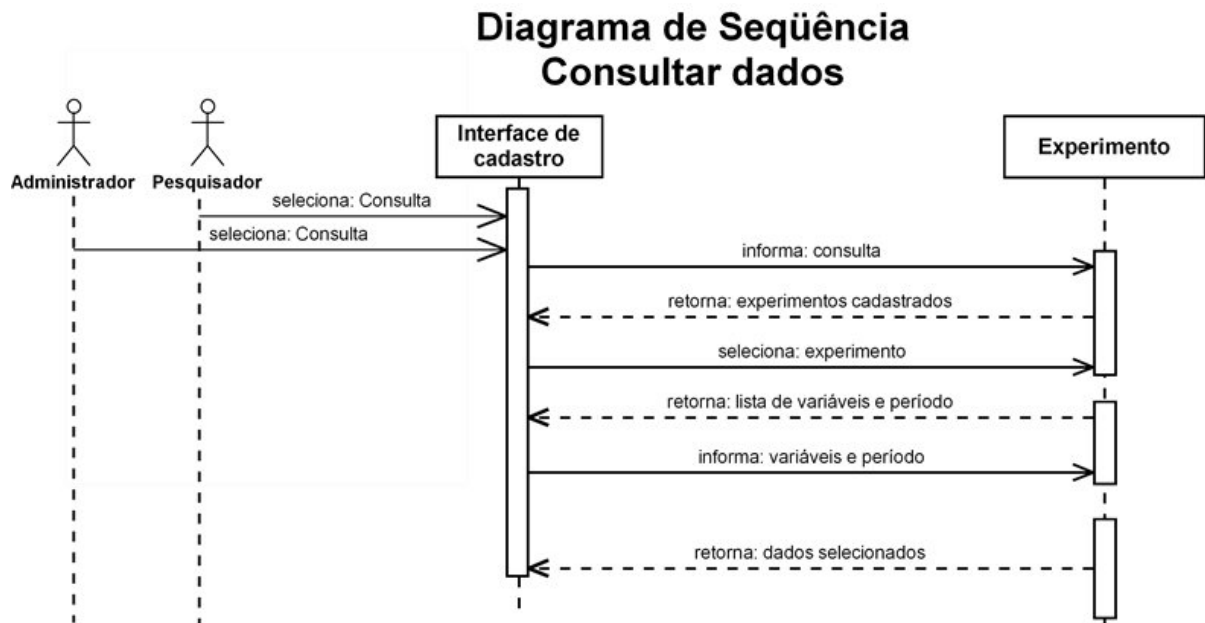 Diagrama de Seqüência
Consultar dados
Administrador
Pesquisador
Interface de
cadastro
Experimento
seleciona: Consulta
seleciona: Consulta
informa: consulta
retorna: experimentos cadastrados
seleciona: experimento
retorna: lista de variáveis e período
informa: variáveis e período
retorna: dados selecionados